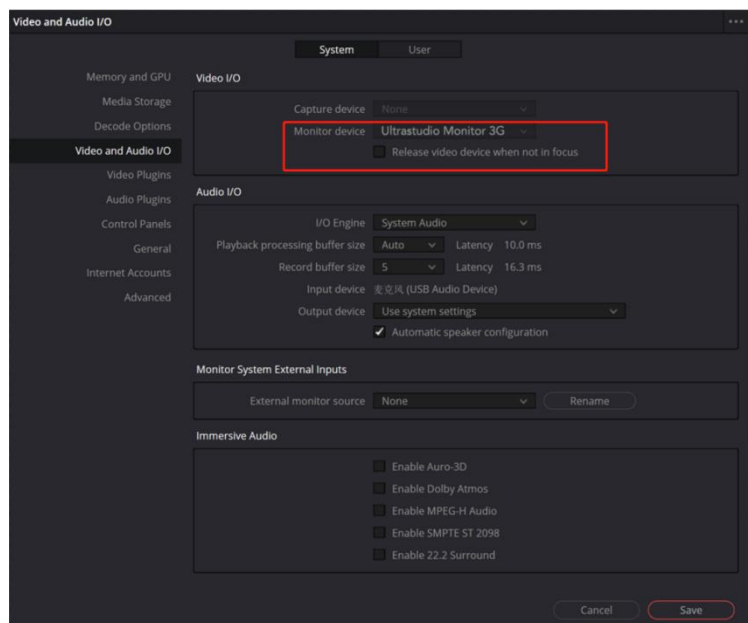 Video and Audio I/O
System User
Memory and GPU
Media Storage
Decode Options
Video and Audio I/O
Video Plugins
Audio Plugins
Control Panels
General
Internet Accounts
Advanced
Video I/O
Capture device None
Monitor device Ultrastudio Monitor 3G
Release video device when not in focus
Audio I/O
I/O Engine System Audio
Playback processing buffer size Auto Latency 10.0 ms
Record buffer size 5 Latency 16.3 ms
Input device 麦克风 (USB Audio Device)
Output device Use system settings
Automatic speaker configuration
Monitor System External Inputs
External monitor source None Rename
Immersive Audio
Enable Auro-3D
Enable Dolby Atmos
Enable MPEG-H Audio
Enable SMPTE ST 2098
Enable 22.2 Surround
Cancel Save